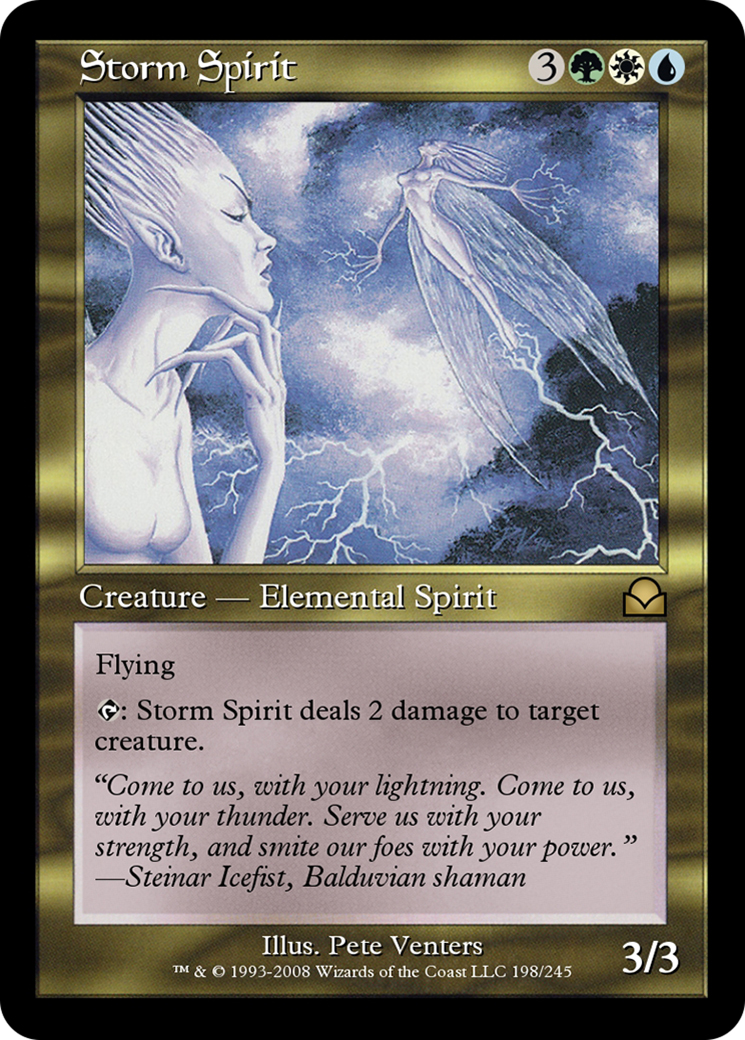 Storm Spirit 3
Creature — Elemental Spirit
Flying
: Storm Spirit deals 2 damage to target
creature.
“Come to us, with your lightning. Come to us,
with your thunder. Serve us with your
strength, and smite our foes with your power.”
—Steinar Icefist, Balduvian shaman
Illus. Pete Venters
™ & © 1993-2008 Wizards of the Coast LLC 198/245
3/3